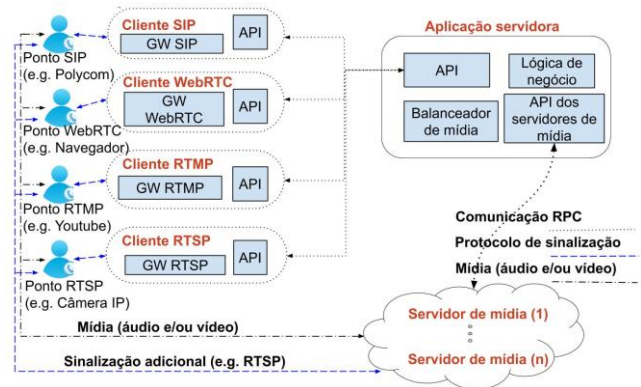 Cliente SIP
GW SIP
API
Ponto SIP
(e.g. Polycom)
Cliente WebRTC
GW
WebRTC
API
Ponto WebRTC
(e.g. Navegador)
Cliente RTMP
GW RTMP
API
Ponto RTMP
(e.g. Youtube)
Cliente RTSP
GW RTSP
API
Ponto RTSP
(e.g. Câmera IP)
Aplicação servidora
API
Lógica de
negócio
Balanceador
de mídia
API dos
servidores de
mídia
Comunicação RPC
Protocolo de sinalização
Mídia (áudio e/ou vídeo)
Mídia (áudio e/ou vídeo)
Sinalização adicional (e.g. RTSP)
Servidor de mídia (1)
Servidor de mídia (n)